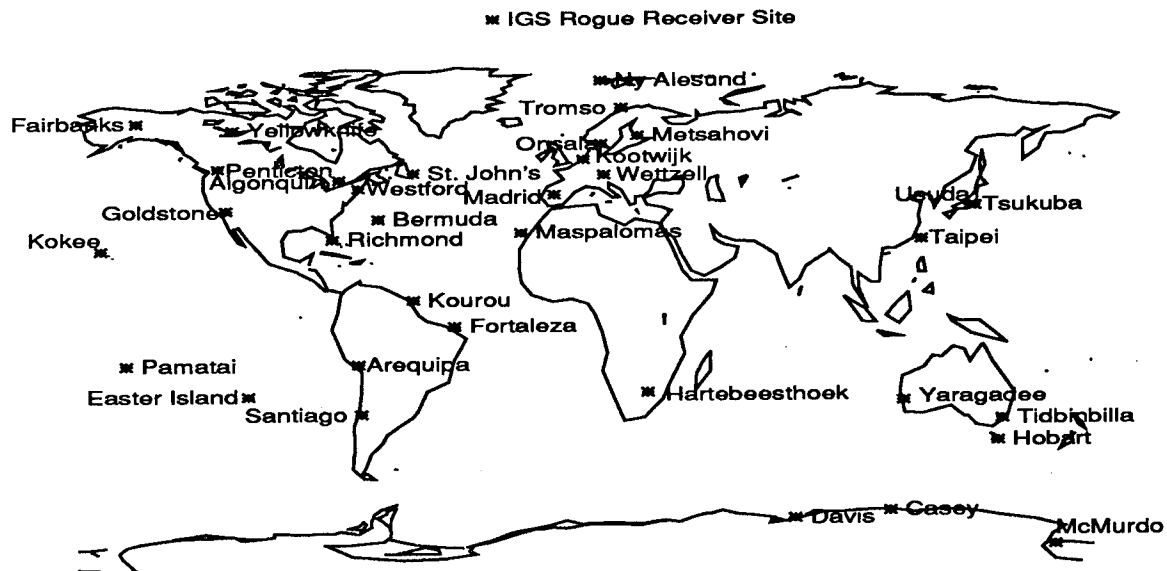 IGS Rogue Receiver Site
Ny Alesund
Tromso
Fairbanks
Yellowknife
Metsahovi
Onsala
Kootwijk
Penticton
Algonquin
St. John's
Wettzell
Westford
Madrid
Usuda
Tsukuba
Goldstone
Bermuda
Kokee
Richmond
Maspalomas
Taipei
Kourou
Fortaleza
Pamatai
Arequipa
Easter Island
Hartebeesthoek
Yaragadee
Santiago
Tidbinbilla
Hobart
Davis
Casey
McMurdo